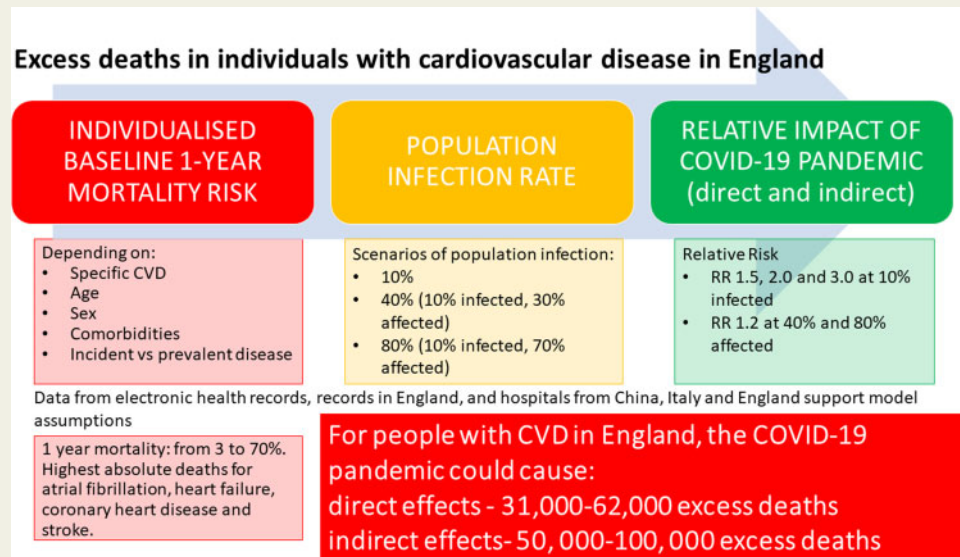 Excess deaths in individuals with cardiovascular disease in England
INDIVIDUALISED
BASELINE 1-YEAR
MORTALITY RISK
POPULATION
INFECTION RATE
RELATIVE IMPACT OF
COVID-19 PANDEMIC
(direct and indirect)
Depending on:
• Specific CVD
• Age
• Sex
• Comorbidities
• Incident vs prevalent disease
Scenarios of population infection:
• 10%
• 40% (10% infected, 30%
affected)
• 80% (10% infected, 70%
affected)
Relative Risk
• RR 1.5, 2.0 and 3.0 at 10%
infected
• RR 1.2 at 40% and 80%
affected
Data from electronic health records, records in England, and hospitals from China, Italy and England support model
assumptions
1 year mortality: from 3 to 70%.
Highest absolute deaths for
atrial fibrillation, heart failure,
coronary heart disease and
stroke.
For people with CVD in England, the COVID-19
pandemic could cause:
direct effects - 31,000-62,000 excess deaths
indirect effects- 50, 000-100, 000 excess deaths